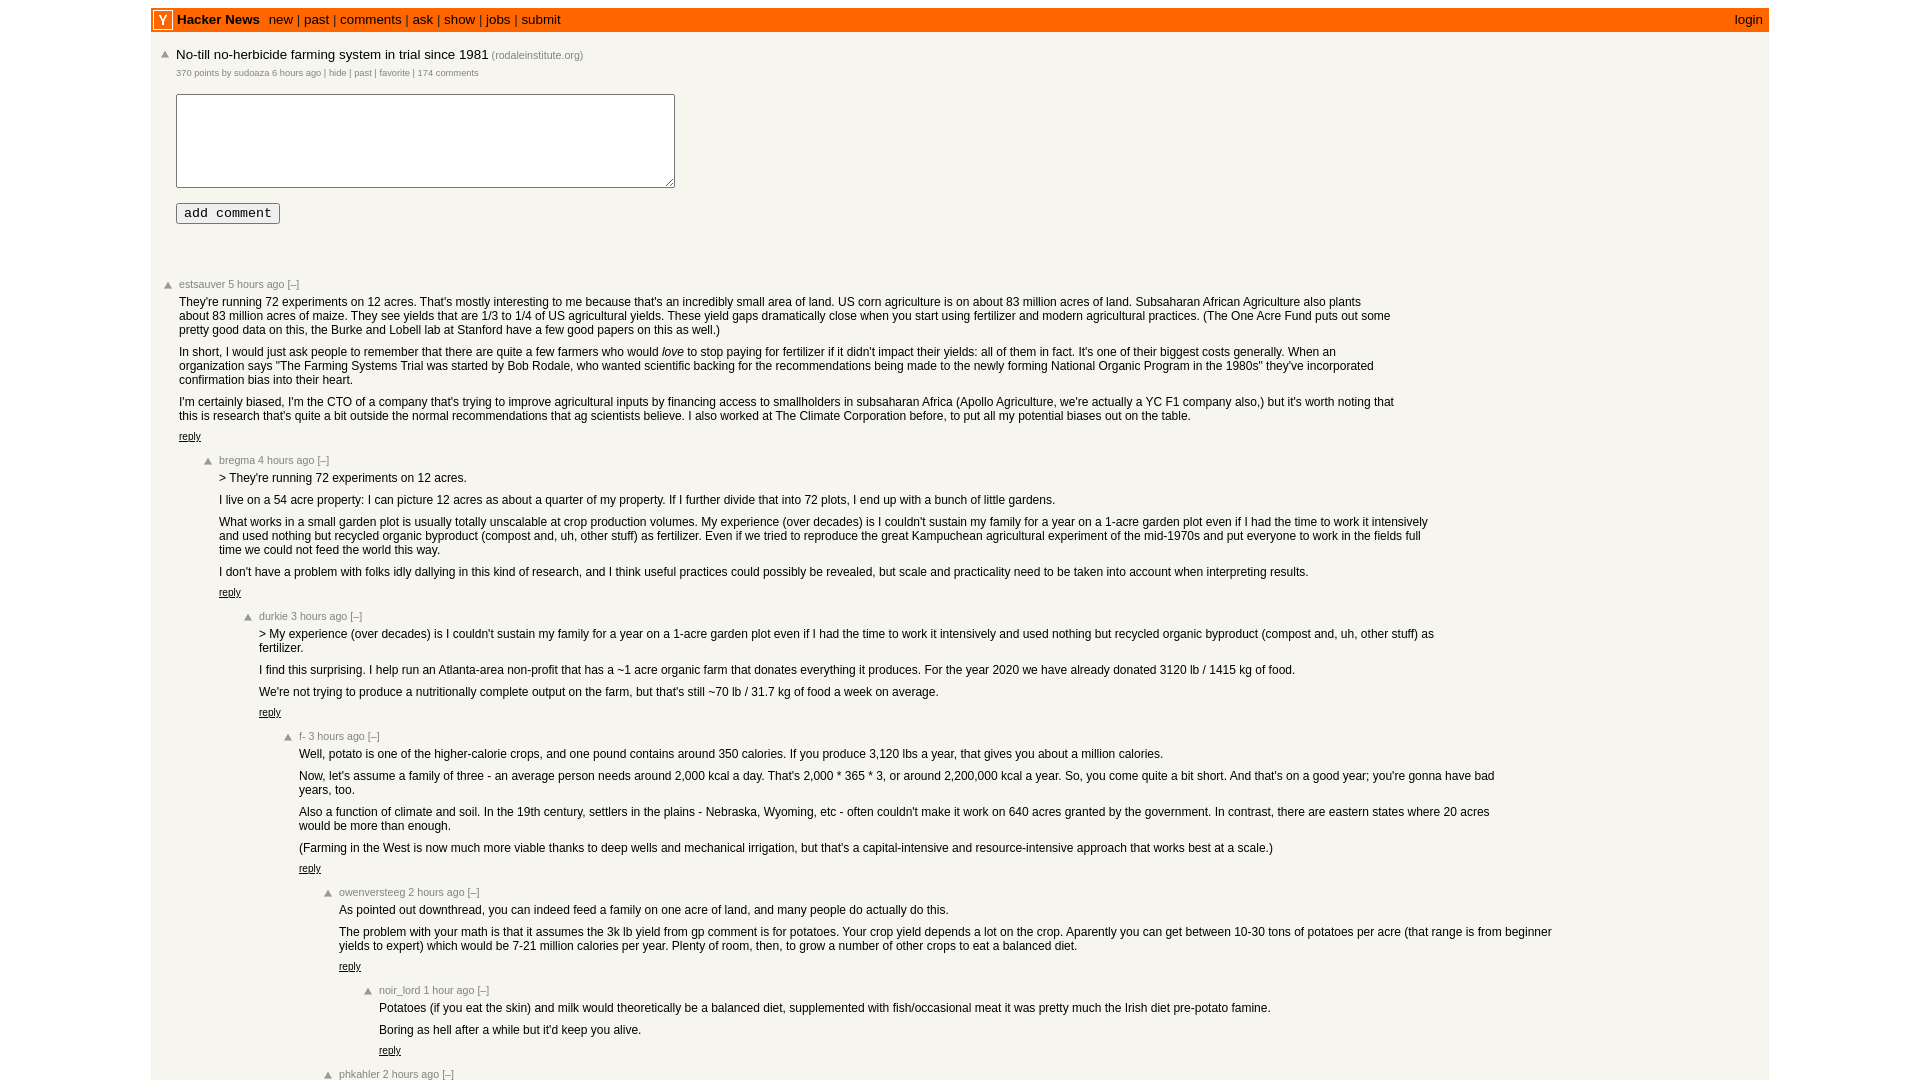 Y Hacker News new | past | comments | ask | show | jobs | submit login
No-till no-herbicide farming system in trial since 1981 (rodaleinstitute.org)
370 points by sudoaza 6 hours ago | hide | past | favorite | 174 comments
add comment
estsauver 5 hours ago [–]
They're running 72 experiments on 12 acres. That's mostly interesting to me because that's an incredibly small area of land. US corn agriculture is on about 83 million acres of land. Subsaharan African Agriculture also plants
about 83 million acres of maize. They see yields that are 1/3 to 1/4 of US agricultural yields. These yield gaps dramatically close when you start using fertilizer and modern agricultural practices. (The One Acre Fund puts out some
pretty good data on this, the Burke and Lobell lab at Stanford have a few good papers on this as well.)
In short, I would just ask people to remember that there are quite a few farmers who would love to stop paying for fertilizer if it didn't impact their yields: all of them in fact. It's one of their biggest costs generally. When an
organization says "The Farming Systems Trial was started by Bob Rodale, who wanted scientific backing for the recommendations being made to the newly forming National Organic Program in the 1980s" they've incorporated
confirmation bias into their heart.
I'm certainly biased, I'm the CTO of a company that's trying to improve agricultural inputs by financing access to smallholders in subsaharan Africa (Apollo Agriculture, we're actually a YC F1 company also,) but it's worth noting that
this is research that's quite a bit outside the normal recommendations that ag scientists believe. I also worked at The Climate Corporation before, to put all my potential biases out on the table.
reply
bregma 4 hours ago [–]
> They're running 72 experiments on 12 acres.
I live on a 54 acre property: I can picture 12 acres as about a quarter of my property. If I further divide that into 72 plots, I end up with a bunch of little gardens.
What works in a small garden plot is usually totally unscalable at crop production volumes. My experience (over decades) is I couldn't sustain my family for a year on a 1-acre garden plot even if I had the time to work it intensively
and used nothing but recycled organic byproduct (compost and, uh, other stuff) as fertilizer. Even if we tried to reproduce the great Kampuchean agricultural experiment of the mid-1970s and put everyone to work in the fields full
time we could not feed the world this way.
I don't have a problem with folks idly dallying in this kind of research, and I think useful practices could possibly be revealed, but scale and practicality need to be taken into account when interpreting results.
reply
durkie 3 hours ago [–]
> My experience (over decades) is I couldn't sustain my family for a year on a 1-acre garden plot even if I had the time to work it intensively and used nothing but recycled organic byproduct (compost and, uh, other stuff) as
fertilizer.
I find this surprising. I help run an Atlanta-area non-profit that has a ~1 acre organic farm that donates everything it produces. For the year 2020 we have already donated 3120 lb / 1415 kg of food.
We're not trying to produce a nutritionally complete output on the farm, but that's still ~70 lb / 31.7 kg of food a week on average.
reply
f- 3 hours ago [–]
Well, potato is one of the higher-calorie crops, and one pound contains around 350 calories. If you produce 3,120 lbs a year, that gives you about a million calories.
Now, let's assume a family of three - an average person needs around 2,000 kcal a day. That's 2,000 * 365 * 3, or around 2,200,000 kcal a year. So, you come quite a bit short. And that's on a good year; you're gonna have bad
years, too.
Also a function of climate and soil. In the 19th century, settlers in the plains - Nebraska, Wyoming, etc - often couldn't make it work on 640 acres granted by the government. In contrast, there are eastern states where 20 acres
would be more than enough.
(Farming in the West is now much more viable thanks to deep wells and mechanical irrigation, but that's a capital-intensive and resource-intensive approach that works best at a scale.)
reply
owenversteeg 2 hours ago [–]
As pointed out downthread, you can indeed feed a family on one acre of land, and many people do actually do this.
The problem with your math is that it assumes the 3k lb yield from gp comment is for potatoes. Your crop yield depends a lot on the crop. Aparently you can get between 10-30 tons of potatoes per acre (that range is from beginner
yields to expert) which would be 7-21 million calories per year. Plenty of room, then, to grow a number of other crops to eat a balanced diet.
reply
noir_lord 1 hour ago [–]
Potatoes (if you eat the skin) and milk would theoretically be a balanced diet, supplemented with fish/occasional meat it was pretty much the Irish diet pre-potato famine.
Boring as hell after a while but it'd keep you alive.
reply
phkahler 2 hours ago [–]